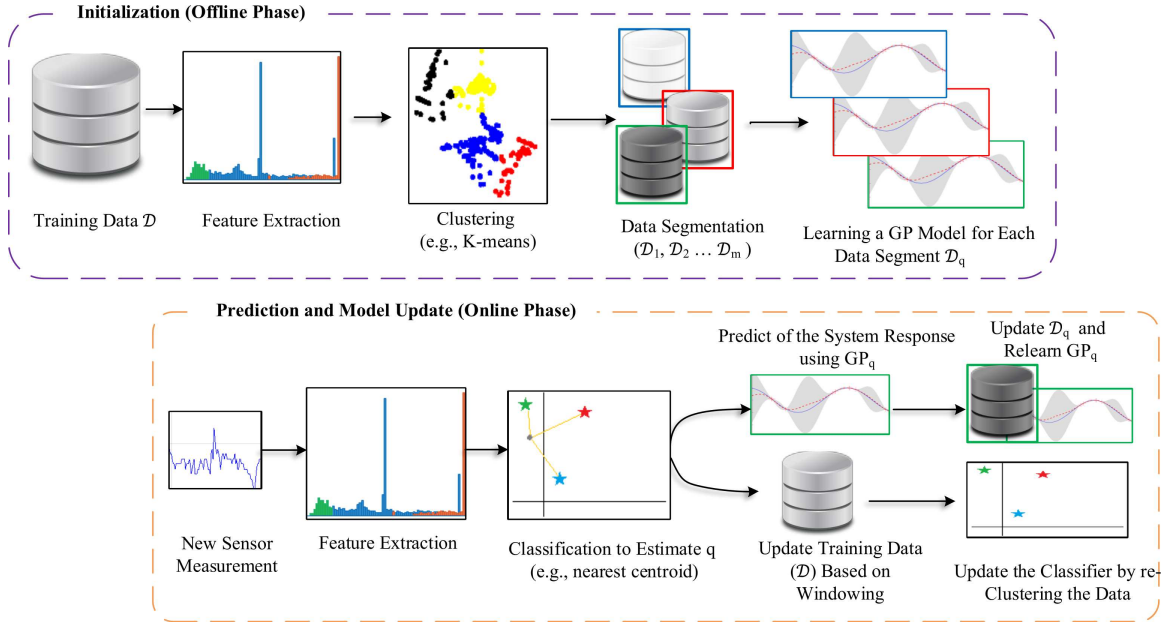 Initialization (Offline Phase)
Training Data 𝒟
Feature Extraction
Clustering
(e.g., K-means)
Data Segmentation
(𝒟₁, 𝒟₂ … 𝒟ₘ )
Learning a GP Model for Each
Data Segment 𝒟q
Prediction and Model Update (Online Phase)
New Sensor
Measurement
Feature Extraction
Classification to Estimate q
(e.g., nearest centroid)
Predict of the System Response
using GPq
Update 𝒟q and
Relearn GPq
Update Training Data
(𝒟) Based on
Windowing
Update the Classifier by re-
Clustering the Data